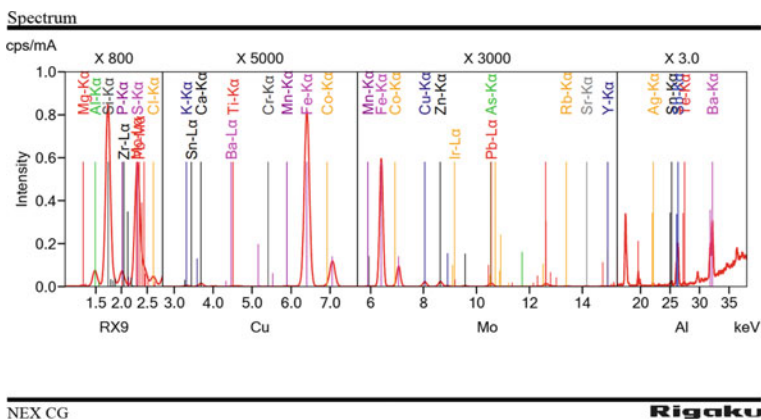 Spectrum
cps/mA
X 800 X 5000 X 3000 X 3.0
Mg-Kα Al-Kα Si-Kα P-Kα S-Kα Cl-Kα K-Kα Ca-Kα Ti-Kα Cr-Kα Mn-Kα Fe-Kα Co-Kα Mn-Kα Fe-Kα Co-Kα Cu-Kα Zn-Kα As-Kα Rb-Kα Sr-Kα Y-Kα Ag-Kα Sn-Kα Te-Kα Ba-Kα
Zr-Lα Sn-Lα Ba-Lα Ir-Lα Pb-Lα
Intensity
1.0
0.8
0.6
0.4
0.2
0.0
1.5 2.0 2.5 3.0 4.0 5.0 6.0 7.0 6 8 10 12 14 20 25 30 35
RX9 Cu Mo Al keV
NEX CG Rigaku